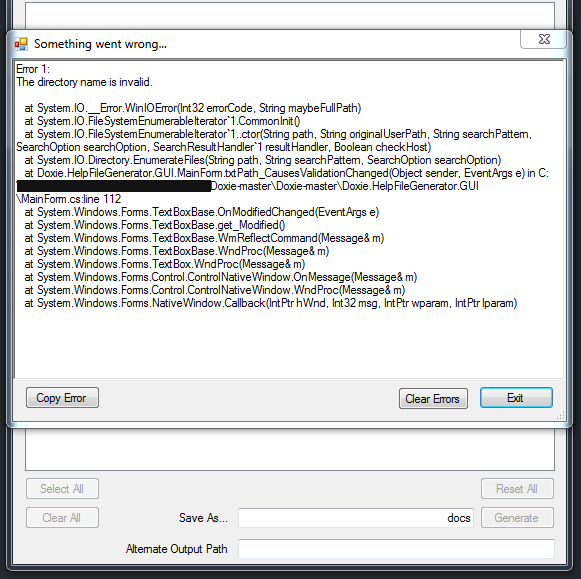 Something went wrong...
Error 1:
The directory name is invalid.
at System.IO.__Error.WinIOError(Int32 errorCode, String maybeFullPath)
at System.IO.FileSystemEnumerableIterator`1.CommonInit()
at System.IO.FileSystemEnumerableIterator`1..ctor(String path, String originalUserPath, String searchPattern,
SearchOption searchOption, SearchResultHandler`1 resultHandler, Boolean checkHost)
at System.IO.Directory.EnumerateFiles(String path, String searchPattern, SearchOption searchOption)
at Doxie.HelpFileGenerator.GUI.MainForm.txtPath_CausesValidationChanged(Object sender, EventArgs e) in C:
Doxie-master\Doxie-master\Doxie.HelpFileGenerator.GUI
\MainForm.cs:line 112
at System.Windows.Forms.TextBoxBase.OnModifiedChanged(EventArgs e)
at System.Windows.Forms.TextBoxBase.get_Modified()
at System.Windows.Forms.TextBoxBase.WmReflectCommand(Message& m)
at System.Windows.Forms.TextBoxBase.WndProc(Message& m)
at System.Windows.Forms.TextBox.WndProc(Message& m)
at System.Windows.Forms.Control.ControlNativeWindow.OnMessage(Message& m)
at System.Windows.Forms.Control.ControlNativeWindow.WndProc(Message& m)
at System.Windows.Forms.NativeWindow.Callback(IntPtr hWnd, Int32 msg, IntPtr wparam, IntPtr lparam)
Copy Error Clear Errors Exit
Select All Reset All
Clear All Save As... docs Generate
Alternate Output Path